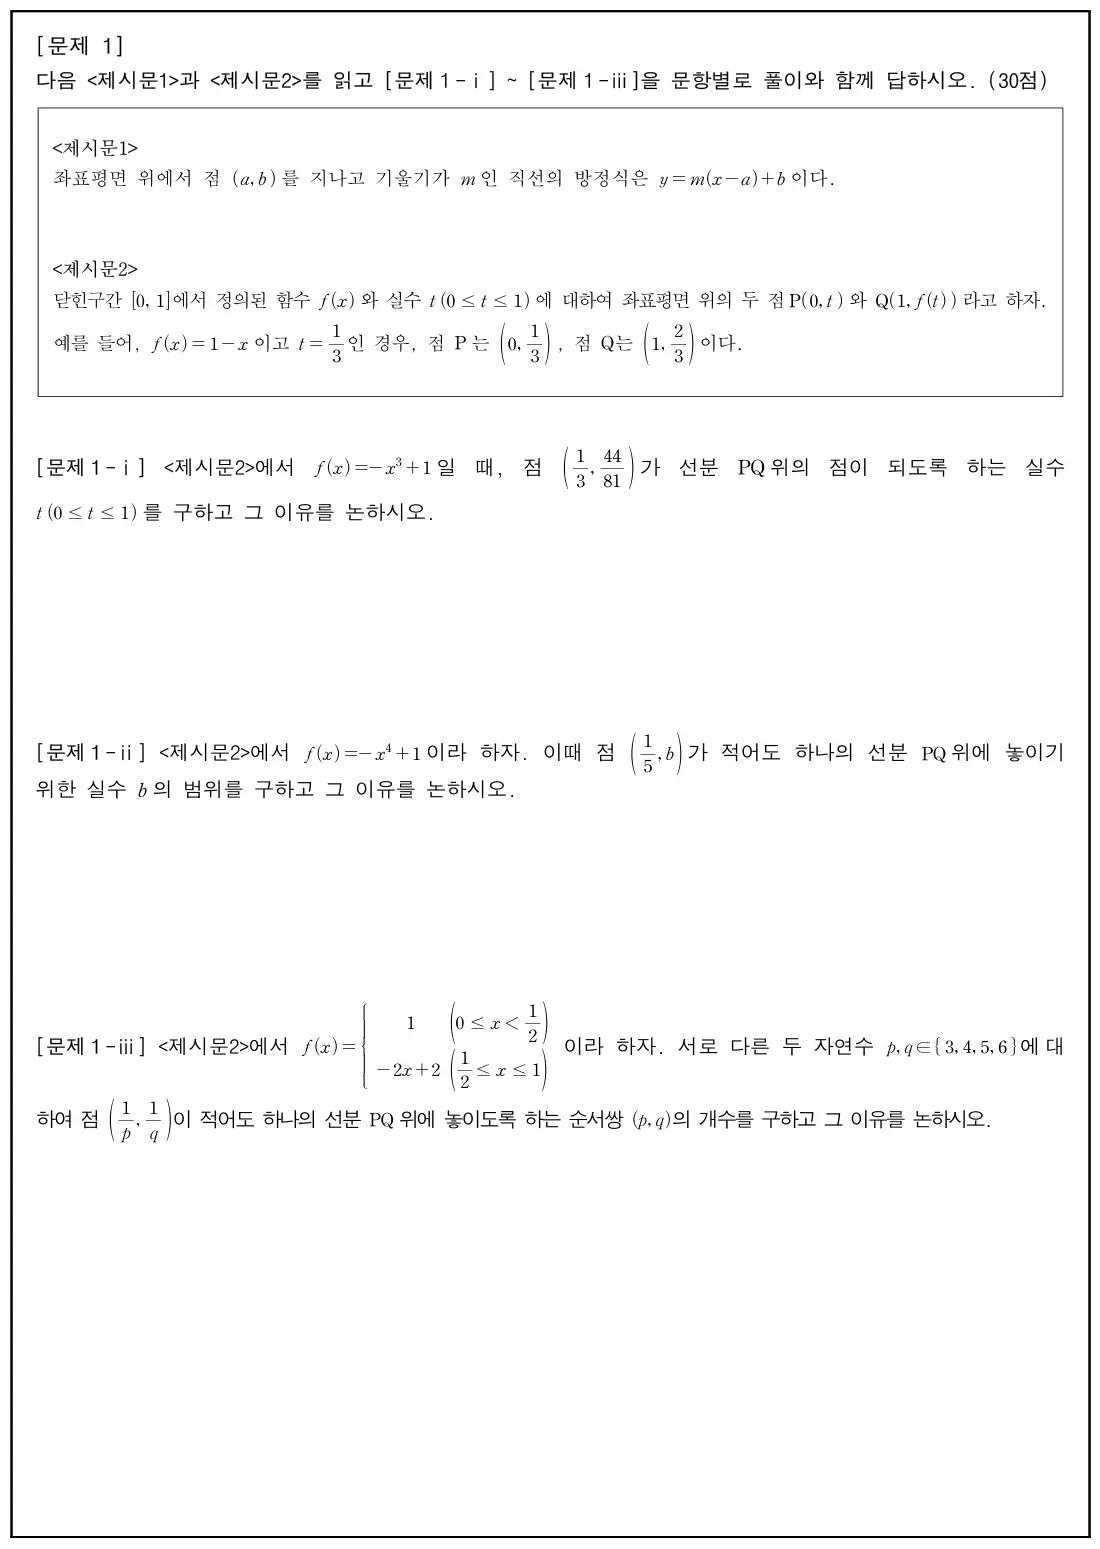 [문제 1]
다음 <제시문1>과 <제시문2>를 읽고 [문제 1-ⅰ] ~ [문제 1-ⅲ]을 문항별로 풀이와 함께 답하시오. (30점)
<제시문1>
좌표평면 위에서 점 (a, b)를 지나고 기울기가 m인 직선의 방정식은 y=m(x-a)+b이다.
<제시문2>
닫힌구간 [0, 1]에서 정의된 함수 f(x)와 실수 t(0≤t≤1)에 대하여 좌표평면 위의 두 점 P(0, t)와 Q(1, f(t))라고 하자.
예를 들어, f(x)=1-x이고 t=1/3인 경우, 점 P는 (0, 1/3), 점 Q는 (1, 2/3)이다.
[문제 1-ⅰ] <제시문2>에서 f(x)=-x³+1일 때, 점 (1/3, 44/81)가 선분 PQ위의 점이 되도록 하는 실수
t(0≤t≤1)를 구하고 그 이유를 논하시오.
[문제 1-ⅱ] <제시문2>에서 f(x)=-x⁴+1이라 하자. 이때 점 (1/5, b)가 적어도 하나의 선분 PQ위에 놓이기
위한 실수 b의 범위를 구하고 그 이유를 논하시오.
[문제 1-ⅲ] <제시문2>에서 f(x)={1 (0≤x<1/2) -2x+2 (1/2≤x≤1) 이라 하자. 서로 다른 두 자연수 p, q∈{3, 4, 5, 6}에 대
하여 점 (1/p, 1/q)이 적어도 하나의 선분 PQ위에 놓이도록 하는 순서쌍 (p, q)의 개수를 구하고 그 이유를 논하시오.